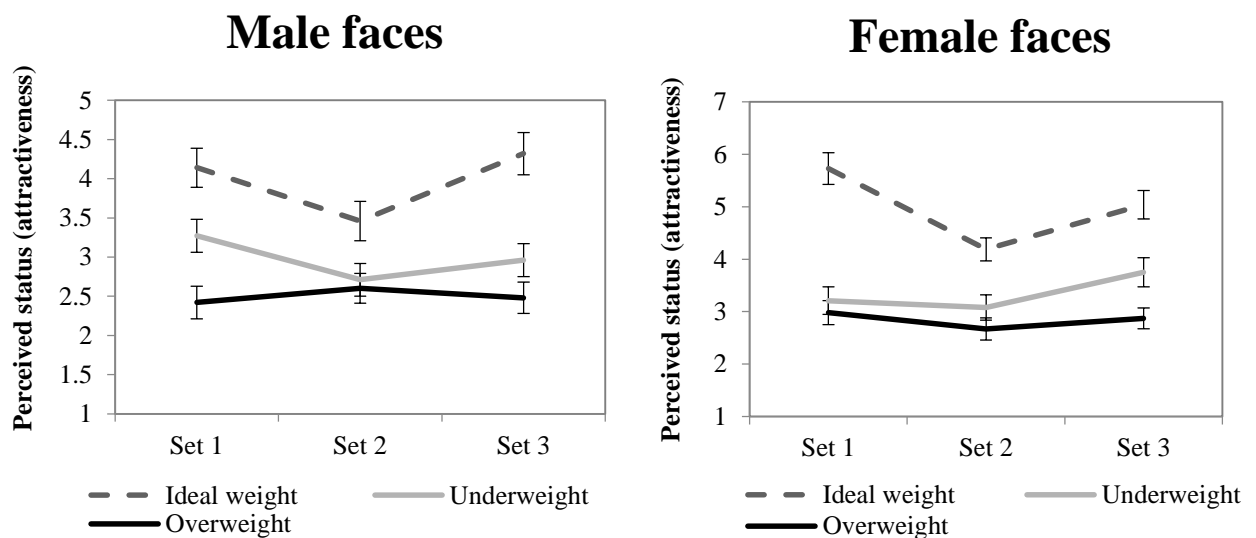 Male faces
Perceived status (attractiveness)
5
4.5
4
3.5
3
2.5
2
1.5
1
Set 1 Set 2 Set 3
Ideal weight Underweight
Overweight
Female faces
Perceived status (attractiveness)
7
6
5
4
3
2
1
Set 1 Set 2 Set 3
Ideal weight Underweight
Overweight